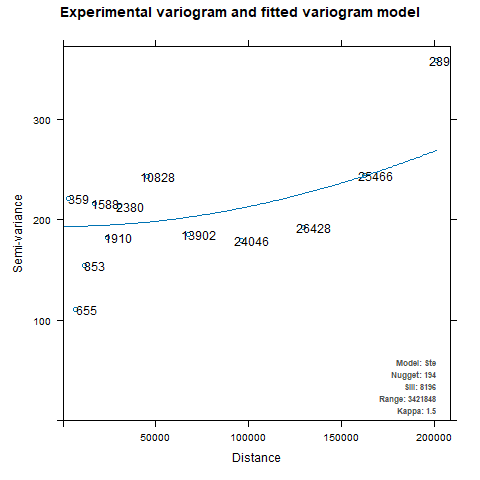 Experimental variogram and fitted variogram model
289
300
10828
25466
359
1588
2380
200
26428
1910
13902
24046
853
655
100
Semi-variance
Model: Ste
Nugget: 194
Sill: 8196
Range: 3421848
Kappa: 1.5
50000 100000 150000 200000
Distance